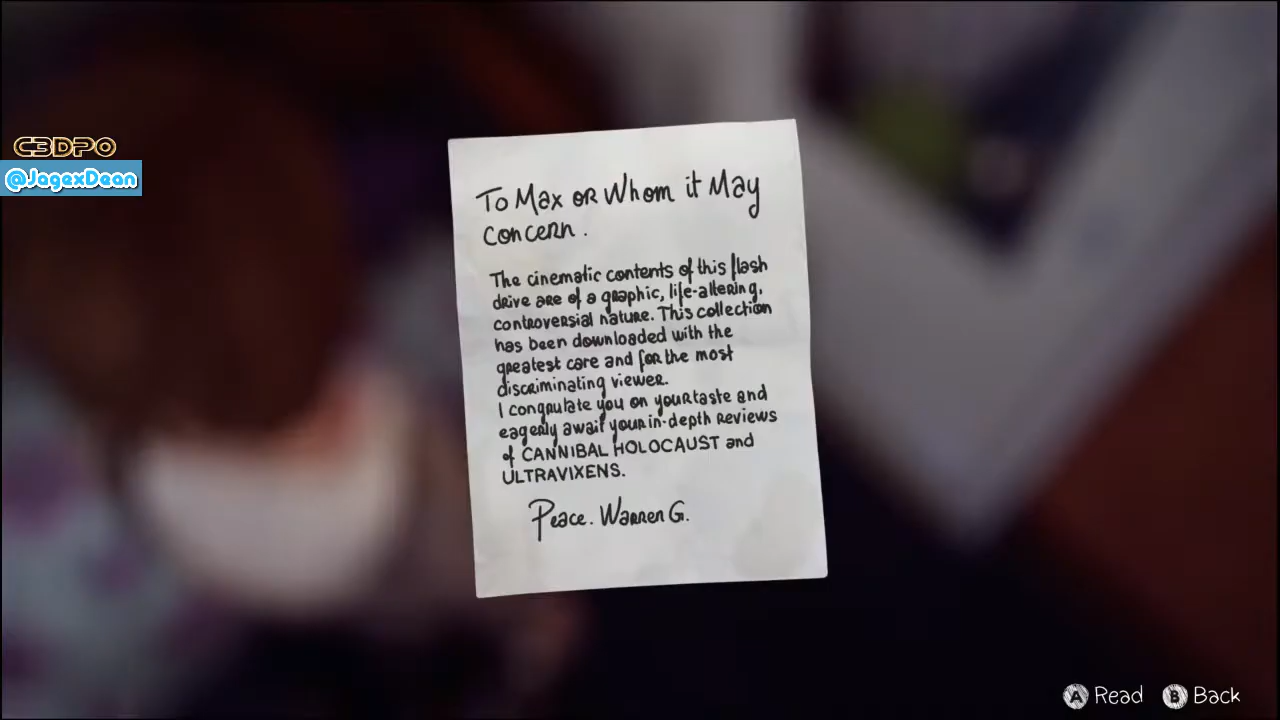 C3DPO
@JagexDean
To Max or Whom it May
Concern.
The cinematic contents of this flash
drive are of a graphic, life-altering,
controversial nature. This collection
has been downloaded with the
greatest care and for the most
discriminating viewer.
I congrulate you on your taste and
eagerly await your in-depth reviews
of CANNIBAL HOLOCAUST and
ULTRAVIXENS.
Peace. Warren G.
A Read B Back